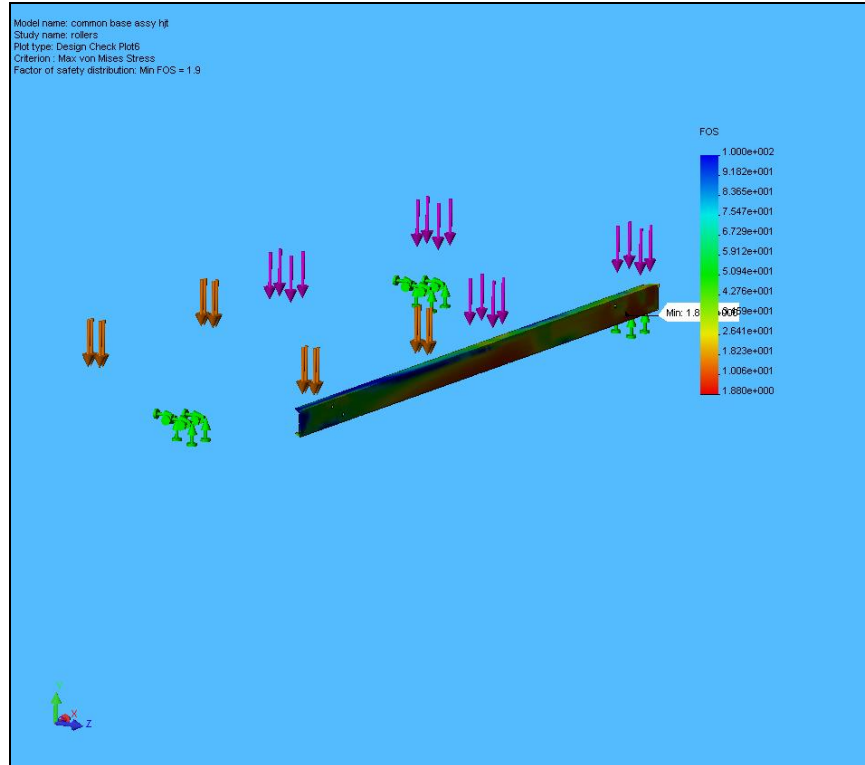 Model name: common base assy hjt
Study name: rollers
Plot type: Design Check Plot6
Criterion : Max von Mises Stress
Factor of safety distribution: Min FOS = 1.9
FOS
1.000e+002
9.182e+001
8.365e+001
7.547e+001
6.729e+001
5.912e+001
5.094e+001
4.276e+001
Min: 1.8
2.641e+001
1.823e+001
1.006e+001
1.880e+000
Y
X
Z